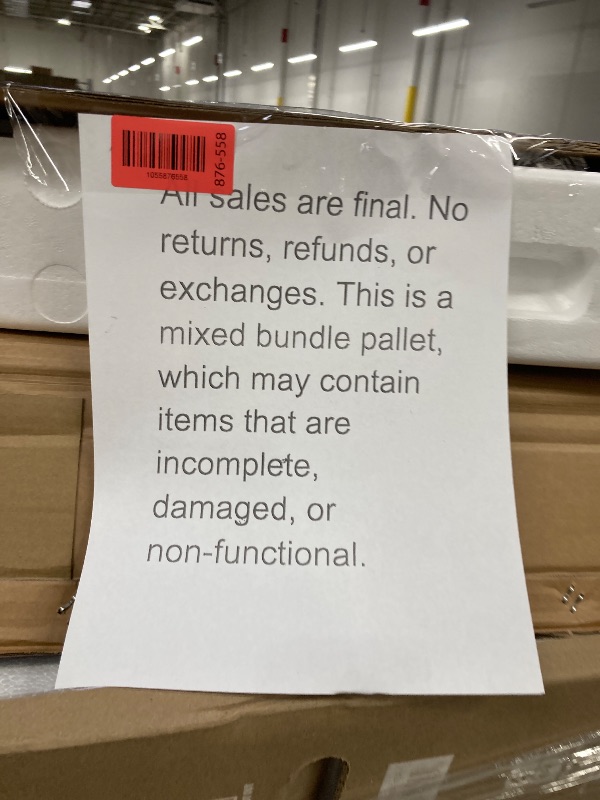 876-558
All sales are final. No
returns, refunds, or
exchanges. This is a
mixed bundle pallet,
which may contain
items that are
incomplete,
damaged, or
non-functional.